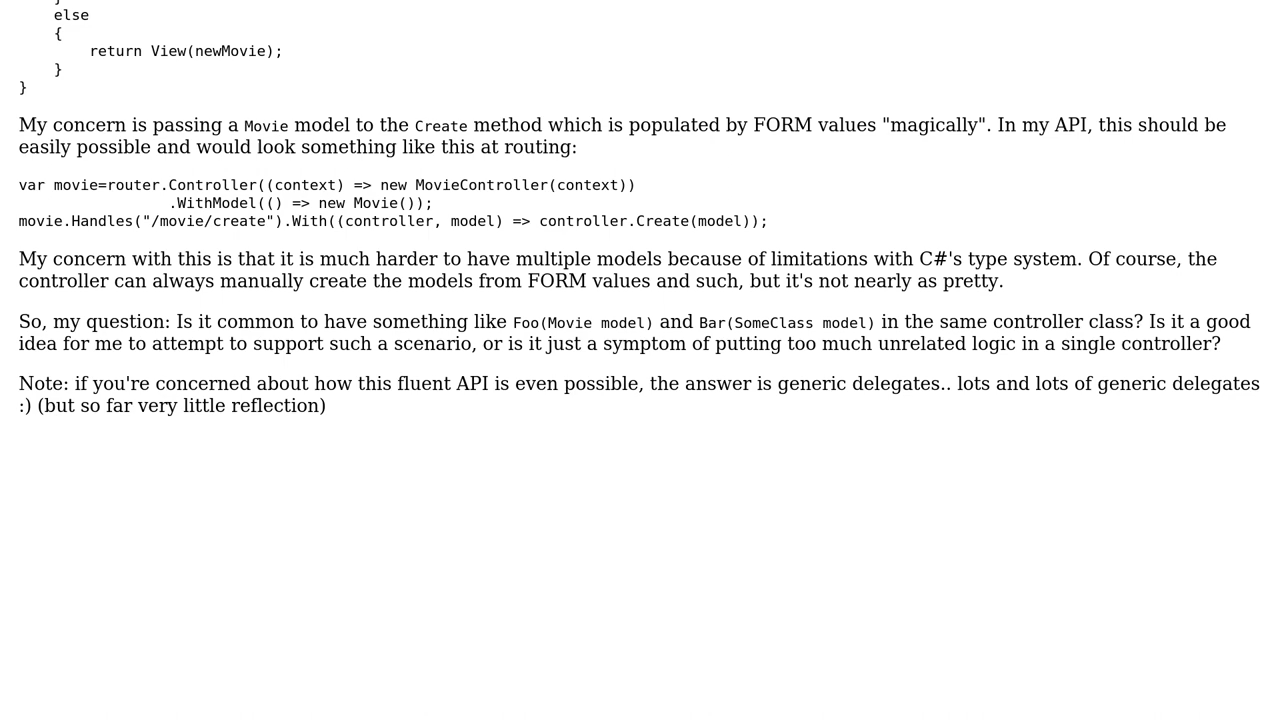 else
{
return View(newMovie);
}
}
My concern is passing a Movie model to the Create method which is populated by FORM values "magically". In my API, this should be
easily possible and would look something like this at routing:
var movie=router.Controller((context) => new MovieController(context))
.WithModel(() => new Movie());
movie.Handles("/movie/create").With((controller, model) => controller.Create(model));
My concern with this is that it is much harder to have multiple models because of limitations with C#'s type system. Of course, the
controller can always manually create the models from FORM values and such, but it's not nearly as pretty.
So, my question: Is it common to have something like Foo(Movie model) and Bar(SomeClass model) in the same controller class? Is it a good
idea for me to attempt to support such a scenario, or is it just a symptom of putting too much unrelated logic in a single controller?
Note: if you're concerned about how this fluent API is even possible, the answer is generic delegates.. lots and lots of generic delegates
:) (but so far very little reflection)